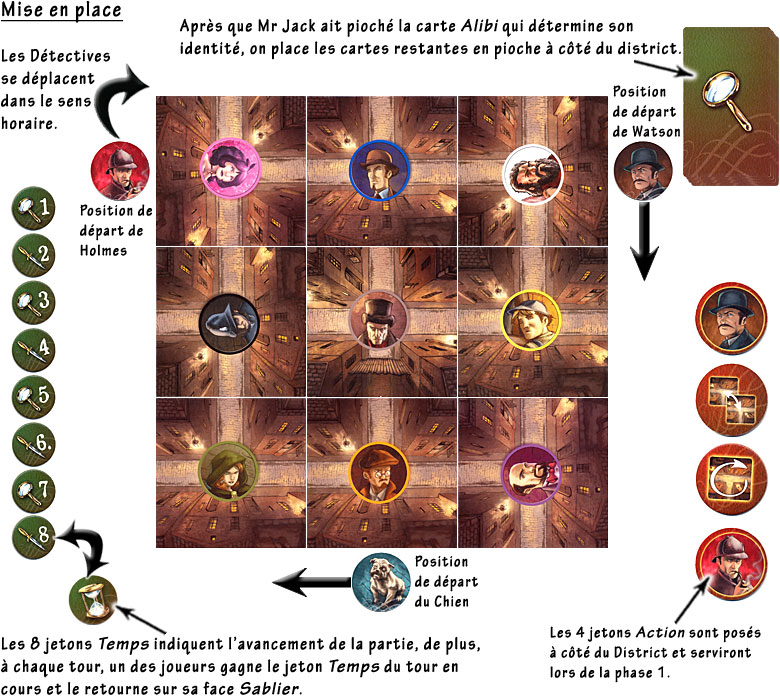 Mise en place
Après que Mr Jack ait pioché la carte Alibi qui détermine son
identité, on place les cartes restantes en pioche à côté du district.
Les Détectives
se déplacent
dans le sens
horaire.
Position
de départ
de Watson
Position de
départ de
Holmes
1
2
3
4
5
6.
7
8
Position
de départ
du Chien
Les 8 jetons Temps indiquent l'avancement de la partie, de plus,
à chaque tour, un des joueurs gagne le jeton Temps du tour en
cours et le retourne sur sa face Sablier.
Les 4 jetons Action sont posés
à côté du District et serviront
lors de la phase 1.